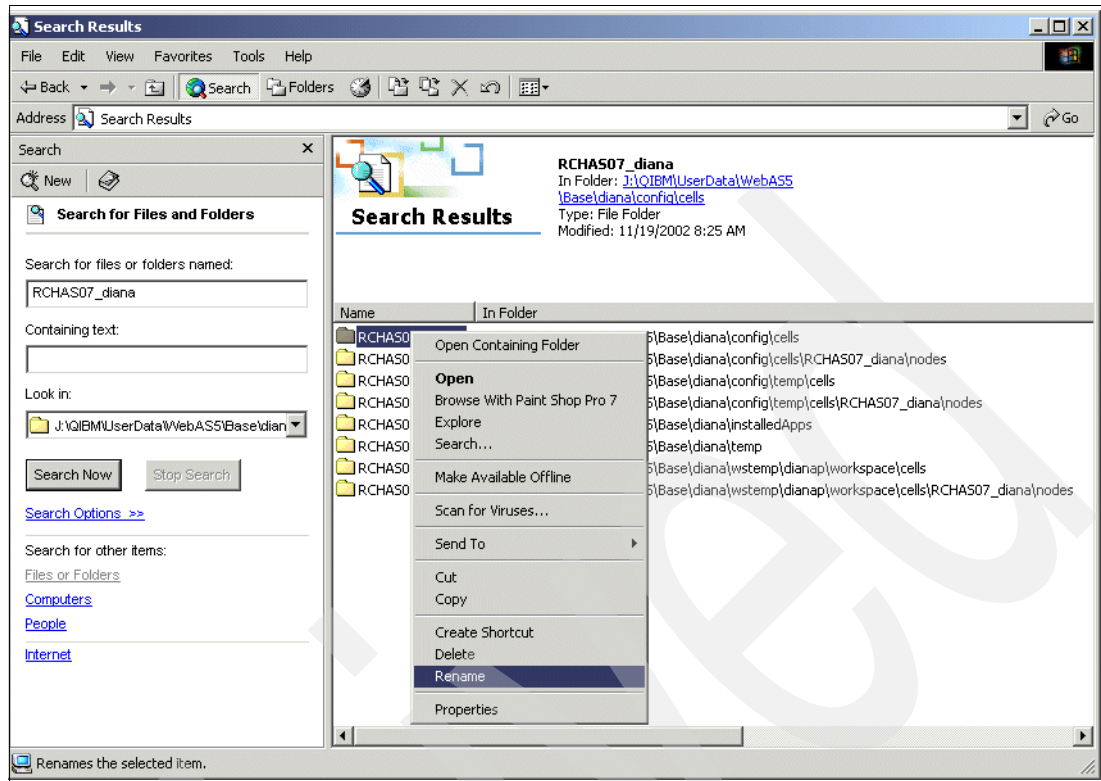 Search Results
File Edit View Favorites Tools Help
Back Search Folders
Address Search Results Go
Search
New
Search for Files and Folders
Search for files or folders named:
RCHAS07_diana
Containing text:
Look in:
J:\QIBM\UserData\WebAS5\Base\dian
Search Now Stop Search
Search Options >>
Search for other items:
Files or Folders
Computers
People
Internet
Search Results
RCHAS07_diana
In Folder: J:\QIBM\UserData\WebAS5
\Base\diana\config\cells
Type: File Folder
Modified: 11/19/2002 8:25 AM
Name In Folder
RCHAS0 5\Base\diana\config\cells
RCHAS0 5\Base\diana\config\cells\RCHAS07_diana\nodes
RCHAS0 5\Base\diana\config\temp\cells
RCHAS0 5\Base\diana\config\temp\cells\RCHAS07_diana\nodes
RCHAS0 5\Base\diana\installedApps
RCHAS0 5\Base\diana\temp
RCHAS0 5\Base\diana\wstemp\dianap\workspace\cells
RCHAS0 5\Base\diana\wstemp\dianap\workspace\cells\RCHAS07_diana\nodes
Open Containing Folder
Open
Browse With Paint Shop Pro 7
Explore
Search...
Make Available Offline
Scan for Viruses...
Send To
Cut
Copy
Create Shortcut
Delete
Rename
Properties
Renames the selected item.